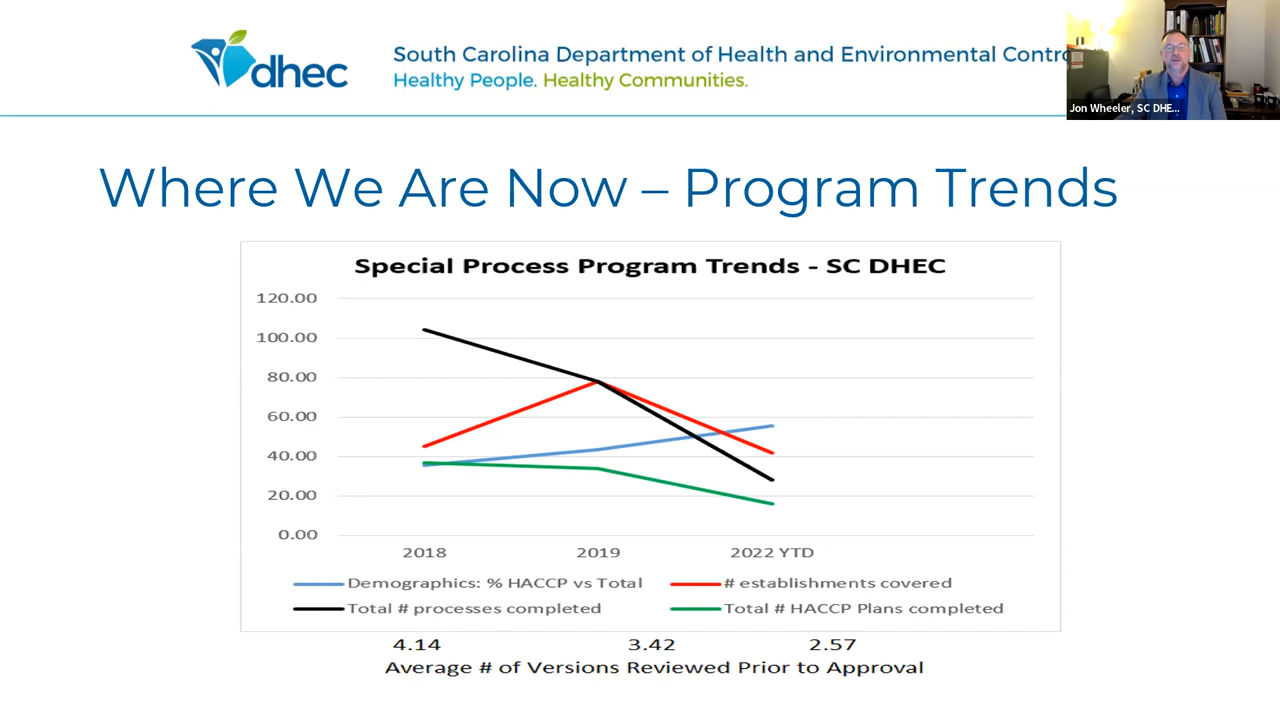 dhec
South Carolina Department of Health and Environmental Contro
Healthy People. Healthy Communities.
Jon Wheeler, SC DHE...
Where We Are Now – Program Trends
Special Process Program Trends - SC DHEC
120.00
100.00
80.00
60.00
40.00
20.00
0.00
2018 2019 2022 YTD
Demographics: % HACCP vs Total # establishments covered
Total # processes completed Total # HACCP Plans completed
4.14 3.42 2.57
Average # of Versions Reviewed Prior to Approval